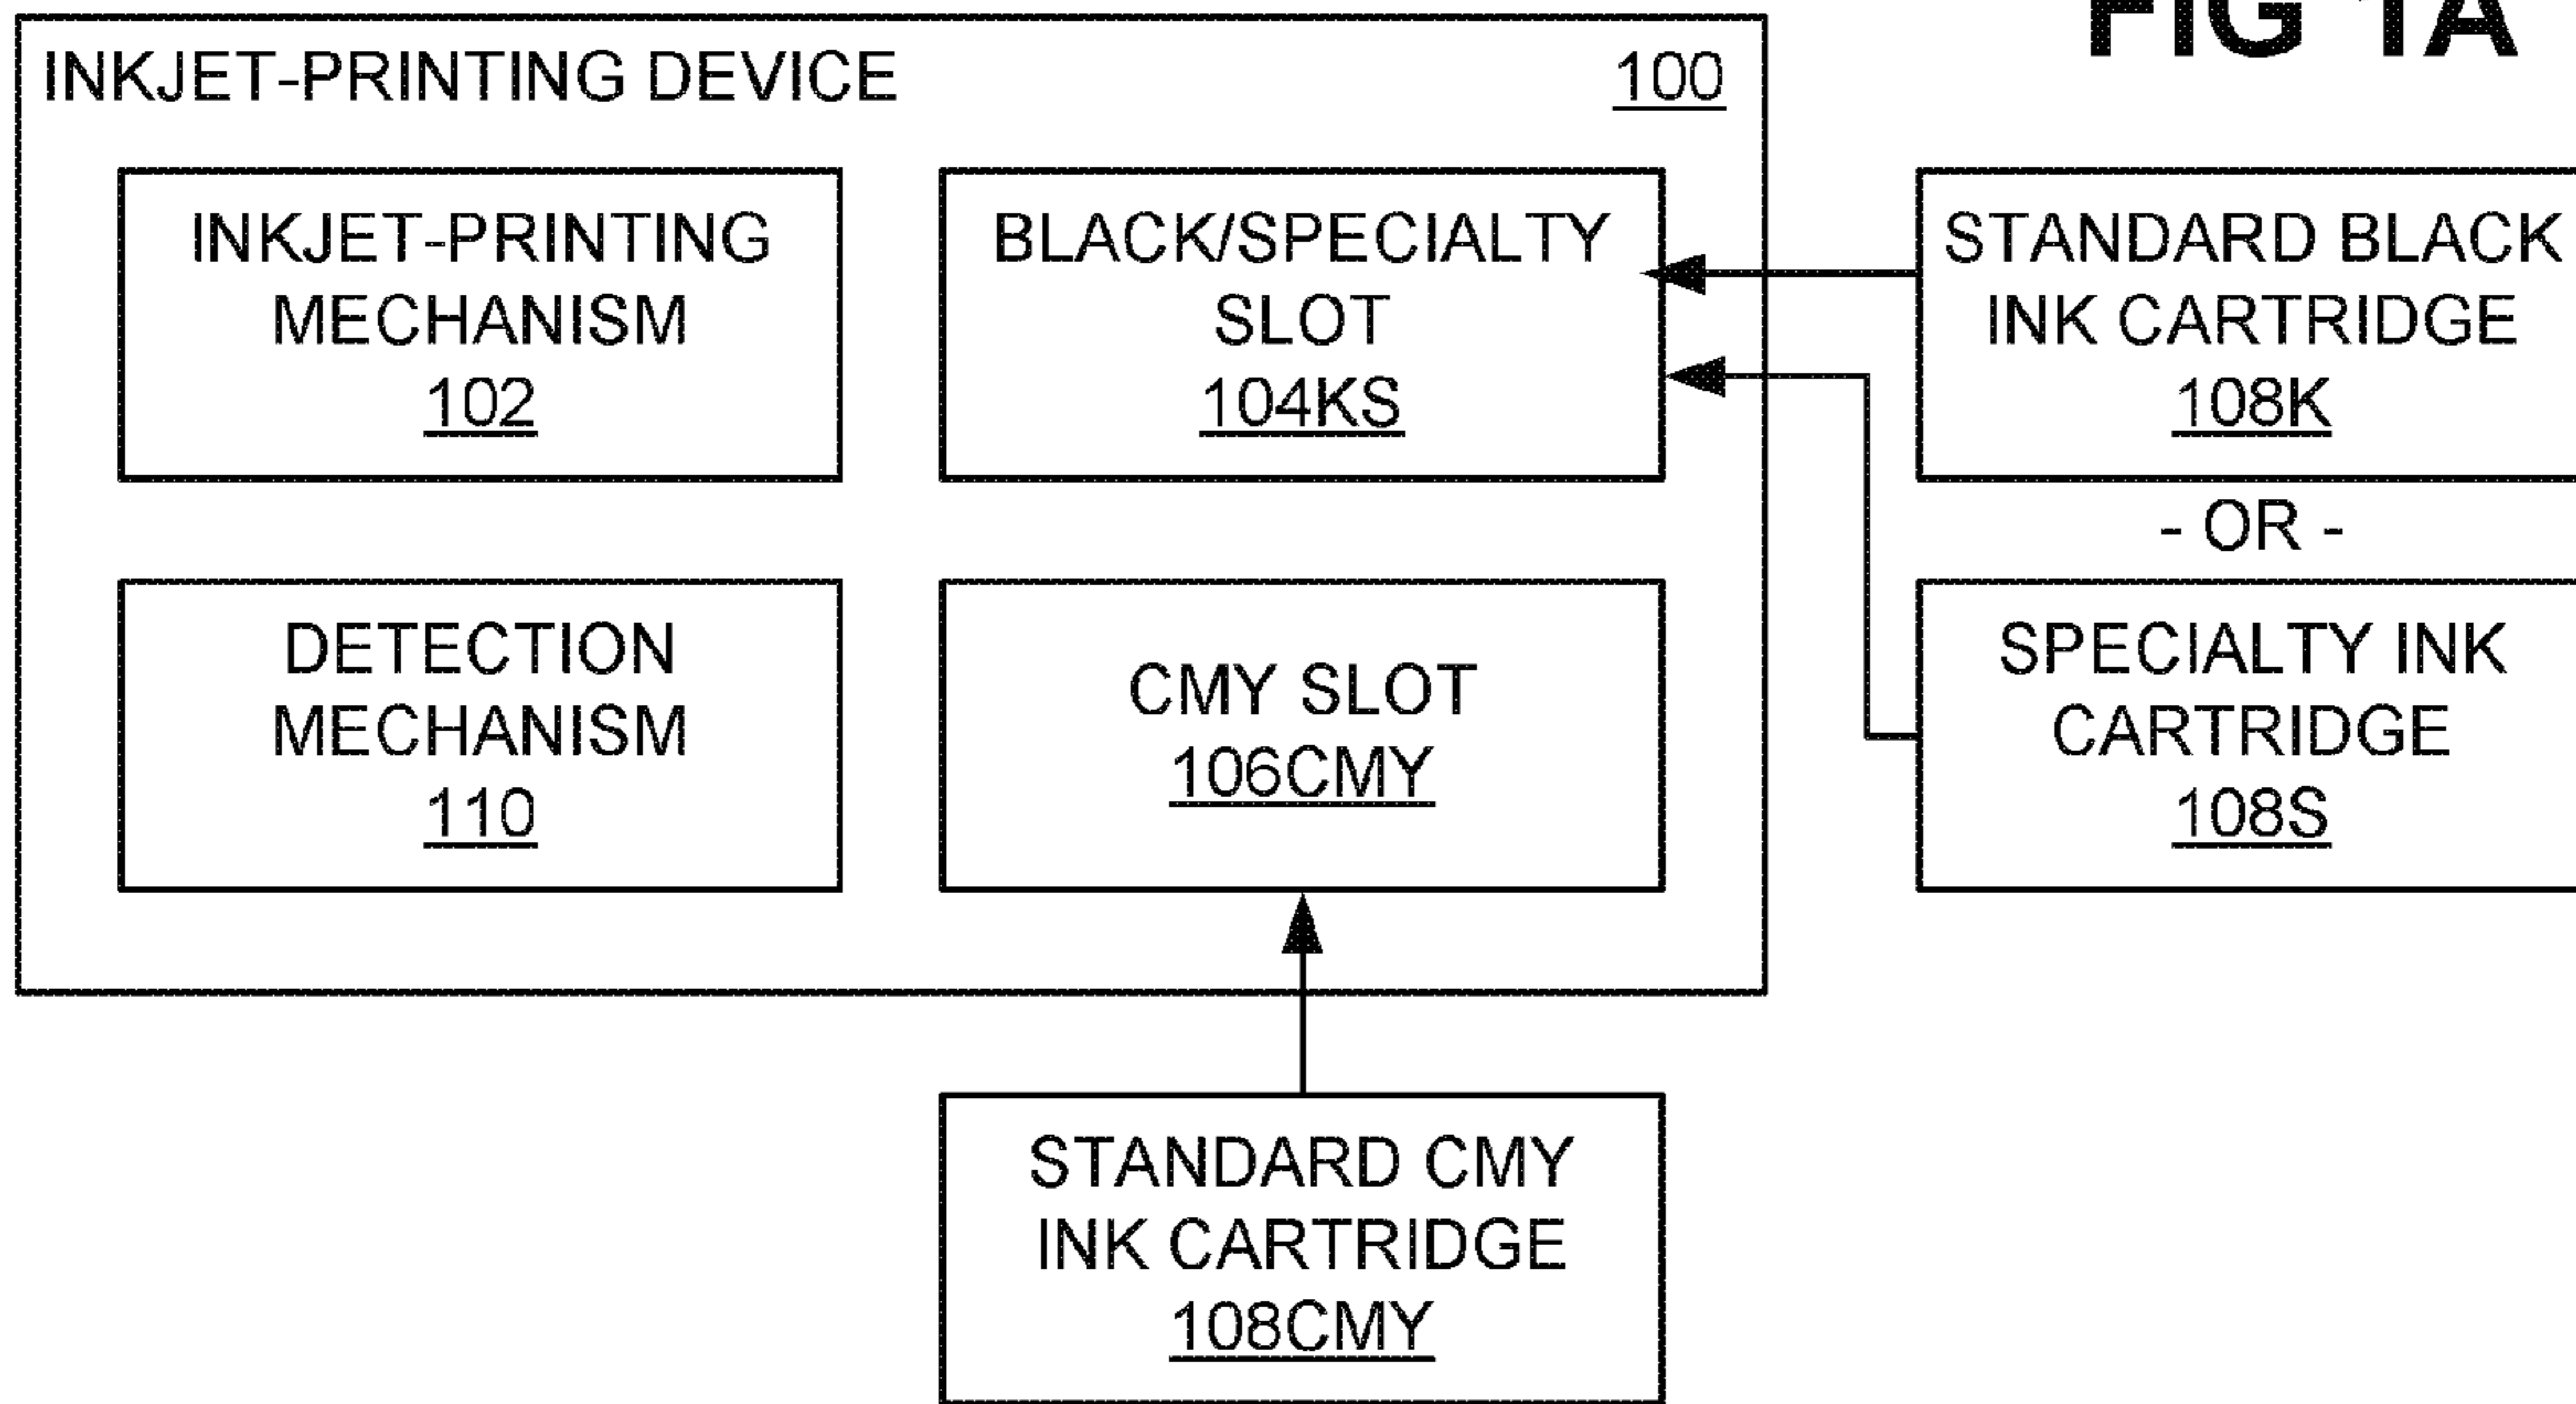 FIG 1A
INKJET-PRINTING DEVICE
100
INKJET-PRINTING
MECHANISM
102
BLACK/SPECIALTY
SLOT
104KS
STANDARD BLACK
INK CARTRIDGE
108K
- OR -
DETECTION
MECHANISM
110
CMY SLOT
106CMY
SPECIALTY INK
CARTRIDGE
108S
STANDARD CMY
INK CARTRIDGE
108CMY